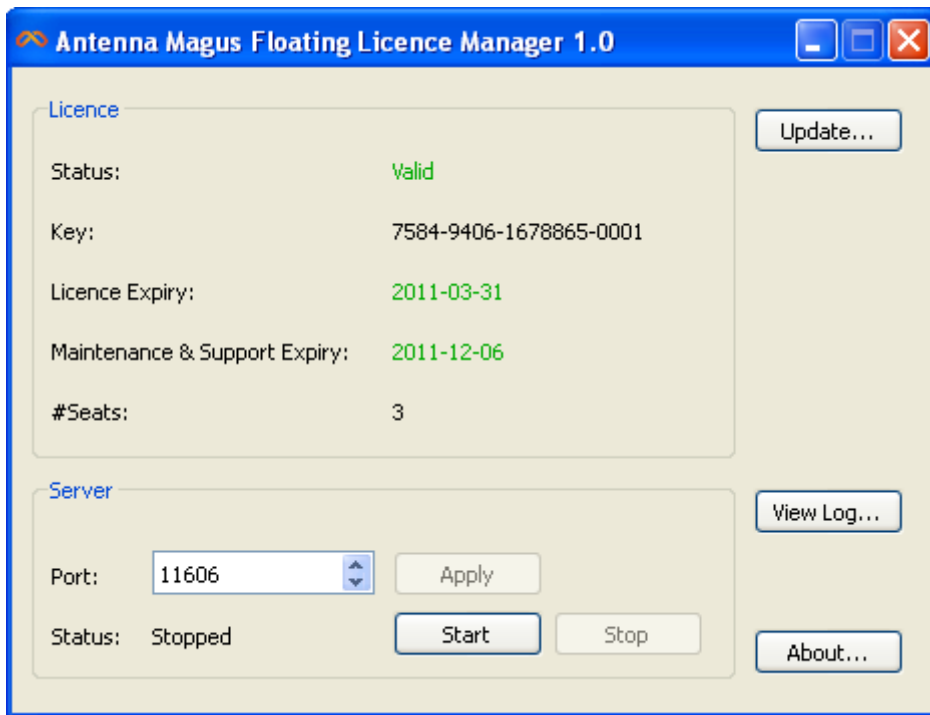 Antenna Magus Floating Licence Manager 1.0
Licence
Update...
Status: Valid
Key: 7584-9406-1678865-0001
Licence Expiry: 2011-03-31
Maintenance & Support Expiry: 2011-12-06
#Seats: 3
Server
View Log...
Port: 11606 Apply
Status: Stopped Start Stop
About...